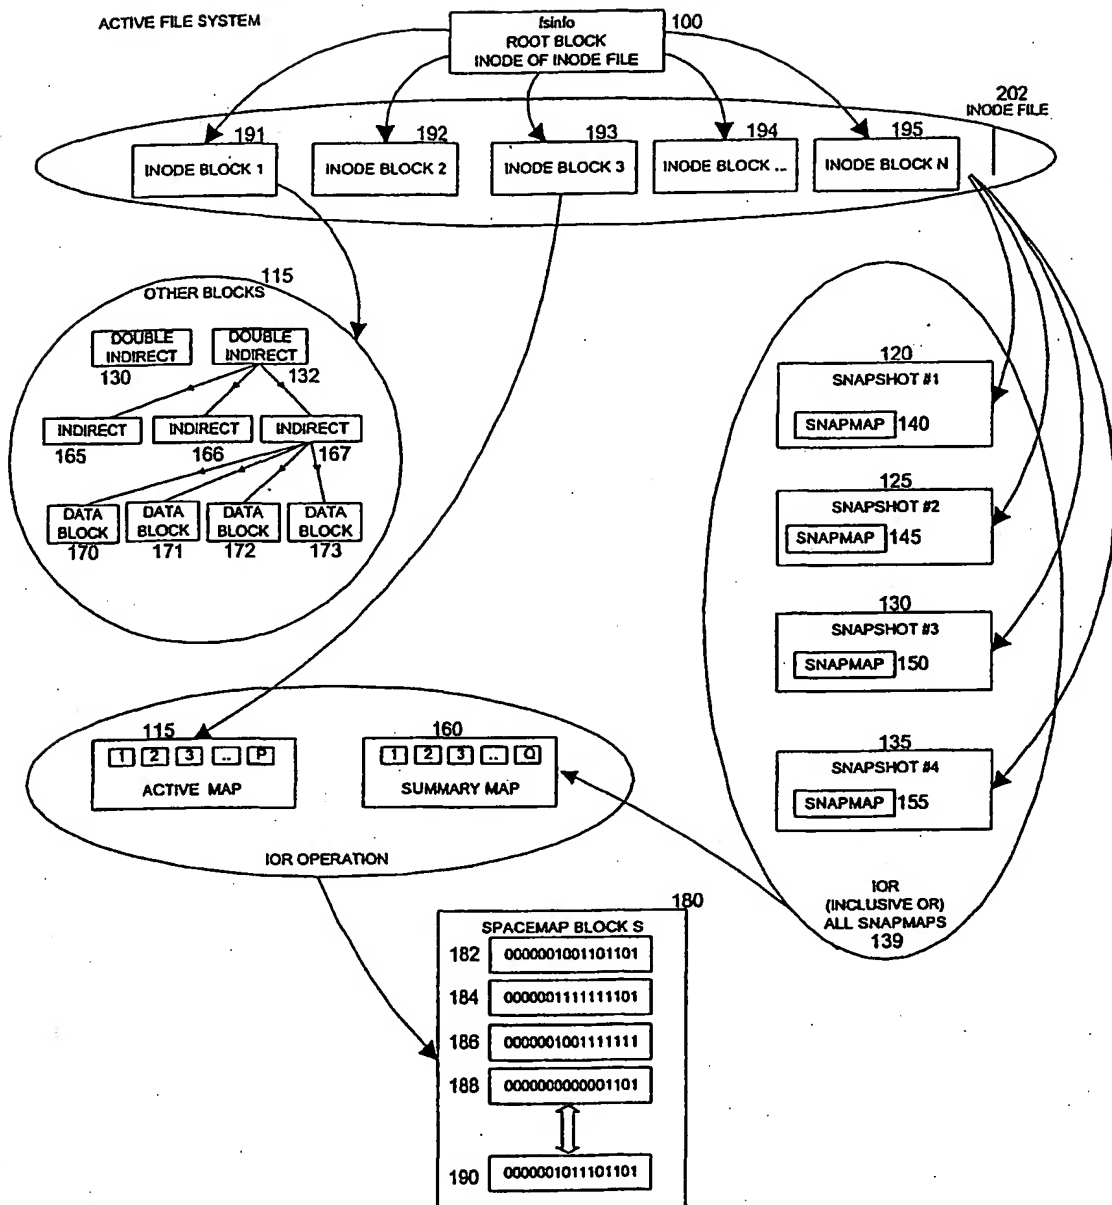 ACTIVE FILE SYSTEM
fsinfo
ROOT BLOCK
INODE OF INODE FILE
100
202
INODE FILE
191
192
193
194
195
INODE BLOCK 1
INODE BLOCK 2
INODE BLOCK 3
INODE BLOCK ...
INODE BLOCK N
115
OTHER BLOCKS
DOUBLE
INDIRECT
130
DOUBLE
INDIRECT
132
INDIRECT
165
INDIRECT
166
INDIRECT
167
DATA
BLOCK
170
DATA
BLOCK
171
DATA
BLOCK
172
DATA
BLOCK
173
120
SNAPSHOT #1
SNAPMAP
140
125
SNAPSHOT #2
SNAPMAP
145
130
SNAPSHOT #3
SNAPMAP
150
135
SNAPSHOT #4
SNAPMAP
155
IOR
(INCLUSIVE OR)
ALL SNAPMAPS
139
115
1 2 3 .. P
ACTIVE MAP
160
1 2 3 .. Q
SUMMARY MAP
IOR OPERATION
180
SPACEMAP BLOCK S
182 0000001001101101
184 0000001111111101
186 0000001001111111
188 0000000000001101
190 0000001011101101